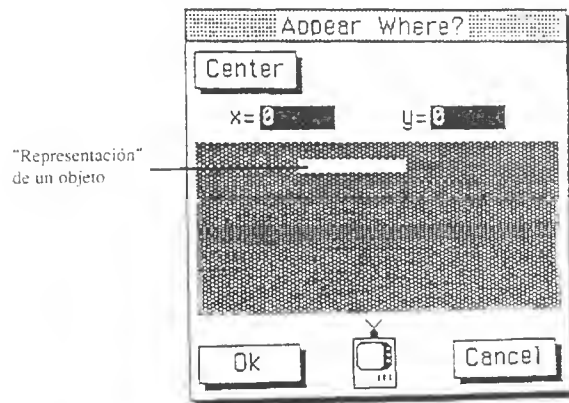 Appear Where?
Center
x=0 y=0
"Representación"
de un objeto
Ok Cancel